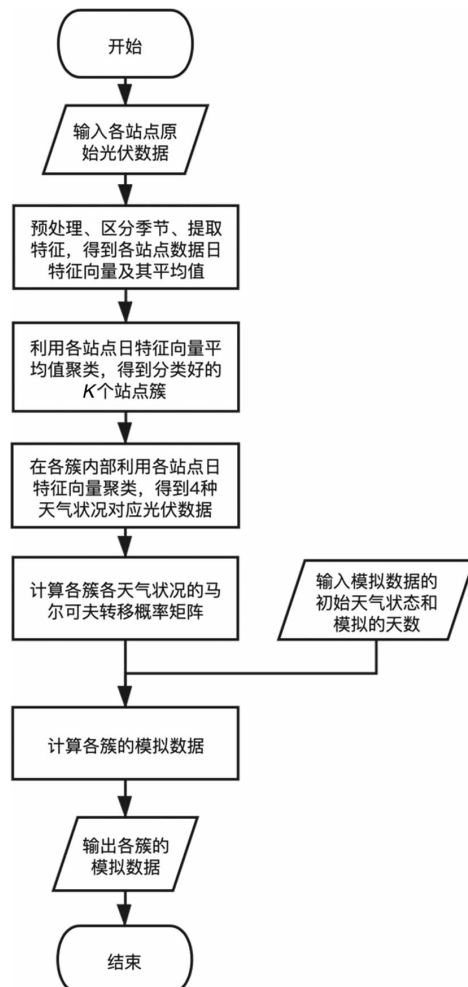 开始
输入各站点原
始光伏数据
预处理、区分季节、提取
特征，得到各站点数据日
特征向量及其平均值
利用各站点日特征向量平
均值聚类，得到分类好的
K个站点簇
在各簇内部利用各站点日
特征向量聚类，得到4种
天气状况对应光伏数据
计算各簇各天气状况的马
尔可夫转移概率矩阵
输入模拟数据的
初始天气状态和
模拟的天数
计算各簇的模拟数据
输出各簇的
模拟数据
结束